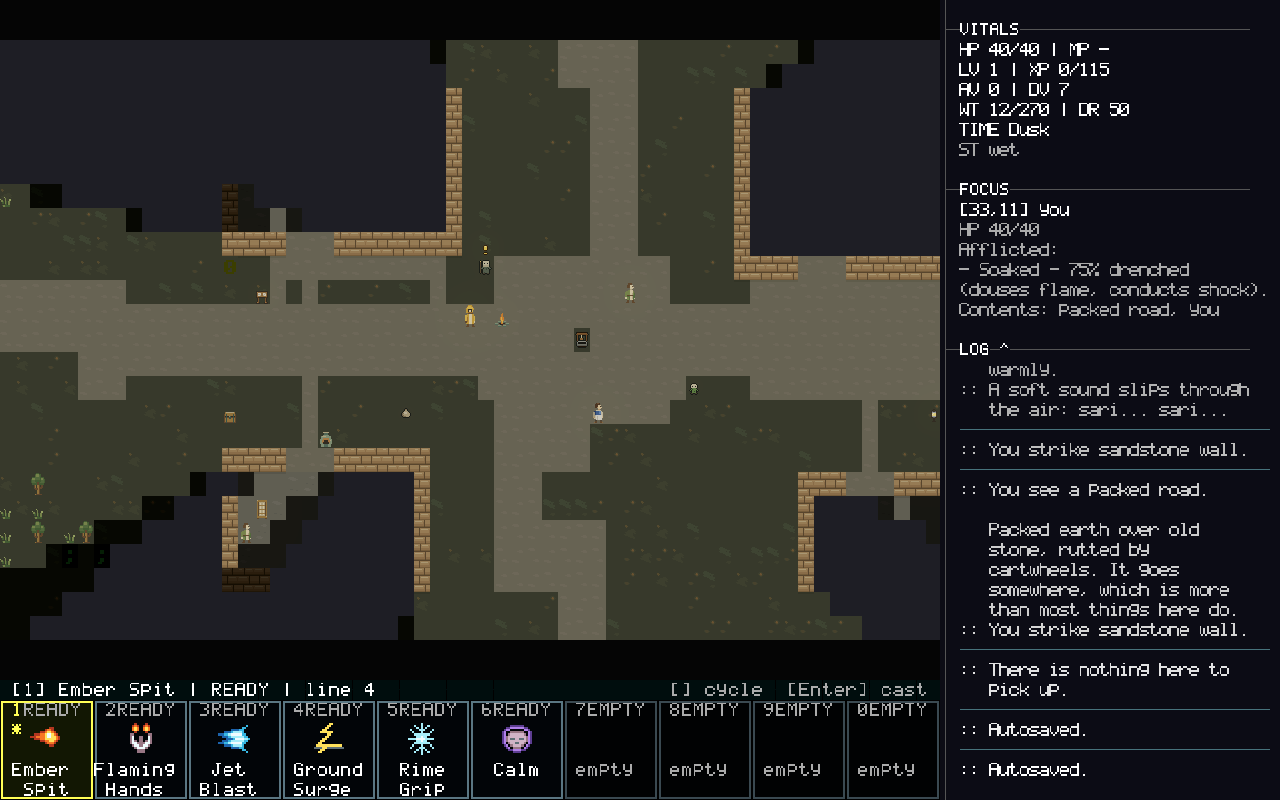 VITALS
HP 40/40 | MP -
LV 1 | XP 0/115
AV 0 | DV 7
WT 12/270 | DR 50
TIME Dusk
ST wet
FOCUS
[33,11] You
HP 40/40
Afflicted:
- Soaked - 75% drenched
(douses flame, conducts shock).
Contents: Packed road, You
LOG ^
warmly.
:: A soft sound slips through
the air: sari... sari...
:: You strike sandstone wall.
:: You see a Packed road.
Packed earth over old
stone, rutted by
cartwheels. It goes
somewhere, which is more
than most things here do.
:: You strike sandstone wall.
:: There is nothing here to
Pick up.
:: Autosaved.
:: Autosaved.
[1] Ember Spit | READY | line 4
[] cycle [Enter] cast
1READY 2READY 3READY 4READY 5READY 6READY 7EMPTY 8EMPTY 9EMPTY 0EMPTY
*
Ember Flaming Jet Ground Rime Calm empty empty empty empty
Spit Hands Blast Surge Grip